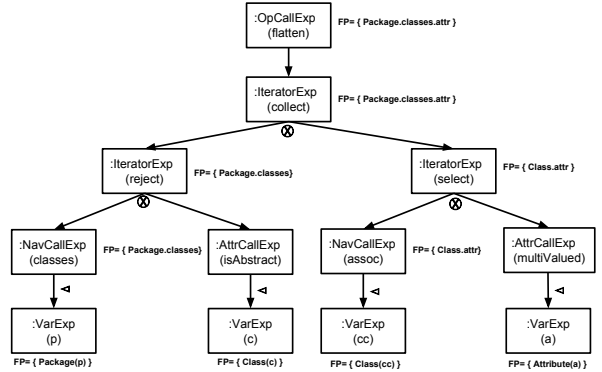 :OpCallExp
(flatten)
FP= { Package.classes.attr }
:IteratorExp
(collect)
FP= { Package.classes.attr }
:IteratorExp
(reject)
FP= { Package.classes}
:IteratorExp
(select)
FP= { Class.attr }
:NavCallExp
(classes)
FP= { Package.classes}
:AttrCallExp
(isAbstract)
:NavCallExp
(assoc)
FP= { Class.attr}
:AttrCallExp
(multiValued)
:VarExp
(p)
:VarExp
(c)
:VarExp
(cc)
:VarExp
(a)
FP= { Package(p) }
FP= { Class(c) }
FP= { Class(cc) }
FP= { Attribute(a) }